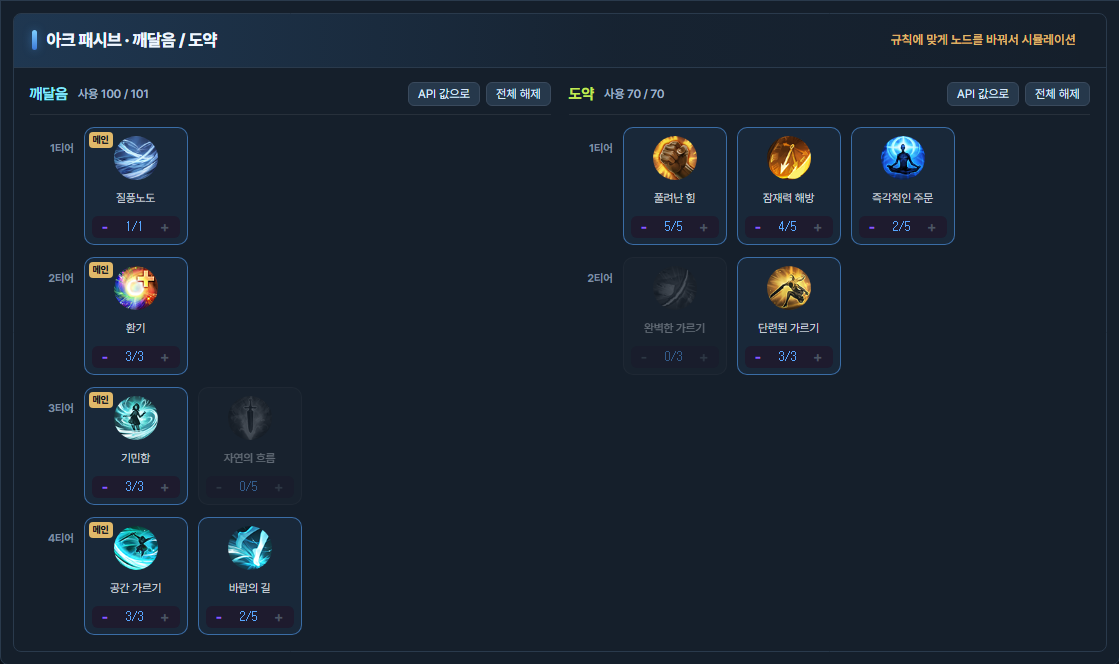 아크 패시브 · 깨달음 / 도약
규칙에 맞게 노드를 바꿔서 시뮬레이션
깨달음 사용 100 / 101 API 값으로 전체 해제
1티어
메인
질풍노도
- 1/1 +
2티어
메인
환기
- 3/3 +
3티어
메인
기민함
- 3/3 +
자연의 흐름
- 0/5 +
4티어
메인
공간 가르기
- 3/3 +
바람의 길
- 2/5 +
도약 사용 70 / 70 API 값으로 전체 해제
1티어
풀려난 힘
- 5/5 +
잠재력 해방
- 4/5 +
즉각적인 주문
- 2/5 +
2티어
완벽한 가르기
- 0/3 +
단련된 가르기
- 3/3 +